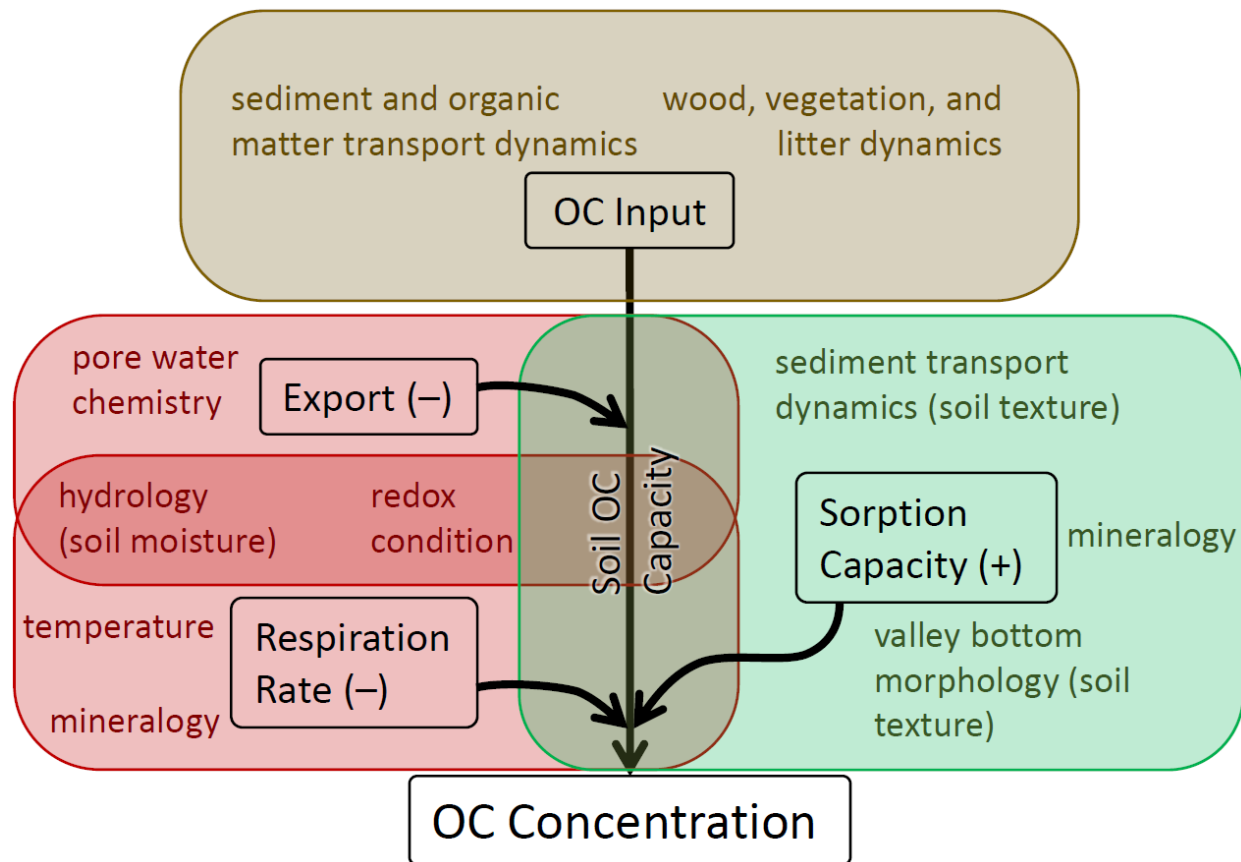 sediment and organic
matter transport dynamics
wood, vegetation, and
litter dynamics
OC Input
pore water
chemistry
Export (–)
sediment transport
dynamics (soil texture)
hydrology
(soil moisture)
redox
condition
Soil OC
Capacity
Sorption
Capacity (+)
mineralogy
temperature
Respiration
Rate (–)
mineralogy
valley bottom
morphology (soil
texture)
OC Concentration